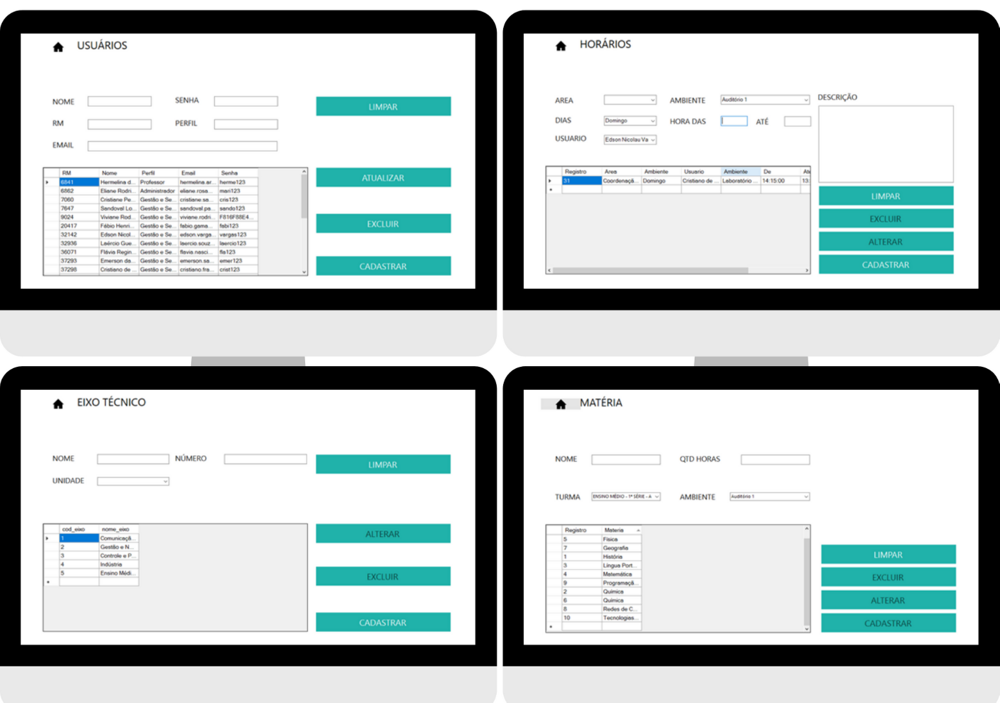 USUÁRIOS
NOME SENHA LIMPAR
RM PERFIL
EMAIL
RM Nome Perfil Email Senha
6841 Hermelina d... Professor hermelina.ar... herme123
6862 Eliane Rodri... Administrador eliane.rosa... mari123
7060 Cristiane Pe... Gestão e Se... cristiane.sa... cris123
7647 Sandoval Lo... Gestão e Se... sandoval.pa... sando123
9024 Viviane Rod... Gestão e Se... viviane.rodri... F816F88E4...
20417 Fábio Henri... Gestão e Se... fabio.gama... fabi123
32142 Edson Nicol... Gestão e Se... edson.varga... vargas123
32936 Laércio Gue... Gestão e Se... laercio.souz... laercio123
36071 Flávia Regin... Gestão e Se... flavia.nasci... fla123
37293 Emerson da... Gestão e Se... emerson.sa... emer123
37298 Cristiano de ... Gestão e Se... cristiano.fra... crist123
ATUALIZAR
EXCLUIR
CADASTRAR
HORÁRIOS
AREA AMBIENTE Auditório 1 DESCRIÇÃO
DIAS Domingo HORA DAS ATÉ
USUARIO Edson Nicolau Va
Registro Area Ambiente Usuario Ambiente De Até
31 Coordenaçã... Domingo Cristiano de ... Laboratório ... 14:15:00 13:
LIMPAR
EXCLUIR
ALTERAR
CADASTRAR
EIXO TÉCNICO
NOME NÚMERO LIMPAR
UNIDADE
cod_eixo nome_eixo
1 Comunicaçã...
2 Gestão e N...
3 Controle e P...
4 Indústria
5 Ensino Médi...
ALTERAR
EXCLUIR
CADASTRAR
MATÉRIA
NOME QTD HORAS
TURMA ENSINO MÉDIO - 1ª SÉRIE - A AMBIENTE Auditório 1
Registro Materia
5 Física
7 Geografia
1 História
3 Língua Port...
4 Matemática
9 Programaçã...
2 Química
6 Química
8 Redes de C...
10 Tecnologias...
LIMPAR
EXCLUIR
ALTERAR
CADASTRAR